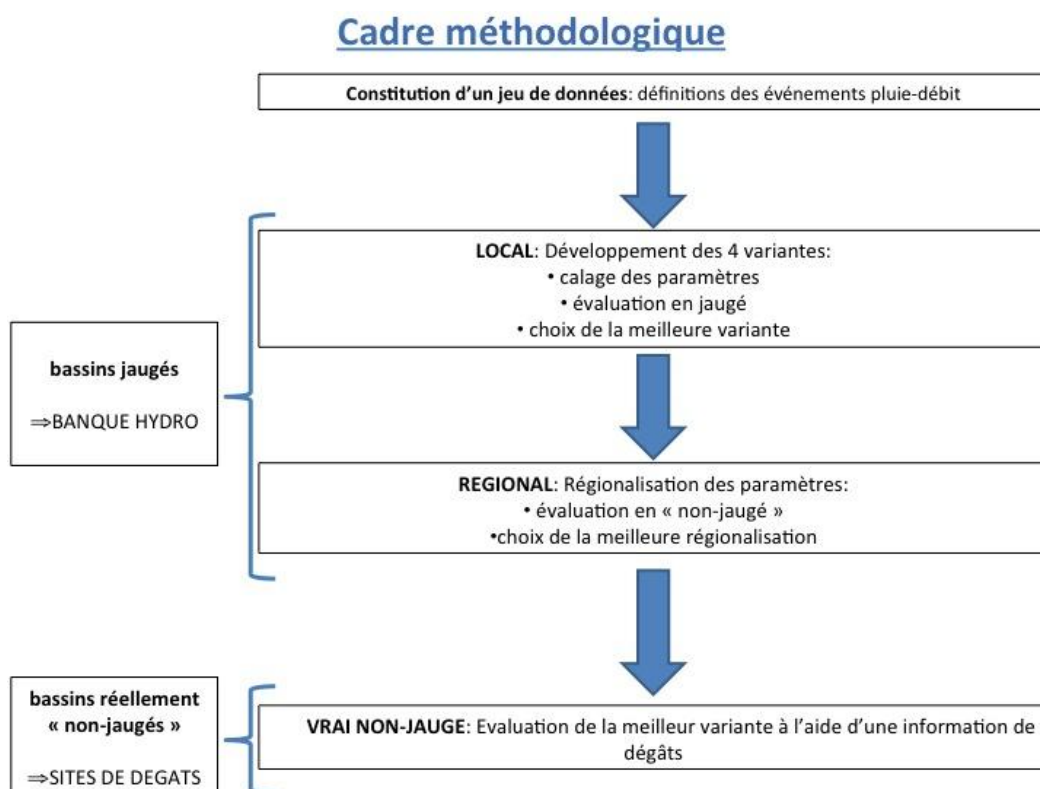 Cadre méthodologique
Constitution d’un jeu de données: définitions des événements pluie-débit
LOCAL: Développement des 4 variantes:
• calage des paramètres
• évaluation en jaugé
• choix de la meilleure variante
bassins jaugés
⇒BANQUE HYDRO
REGIONAL: Régionalisation des paramètres:
• évaluation en « non-jaugé »
•choix de la meilleure régionalisation
bassins réellement
« non-jaugés »
⇒SITES DE DEGATS
VRAI NON-JAUGE: Evaluation de la meilleur variante à l’aide d’une information de
dégâts